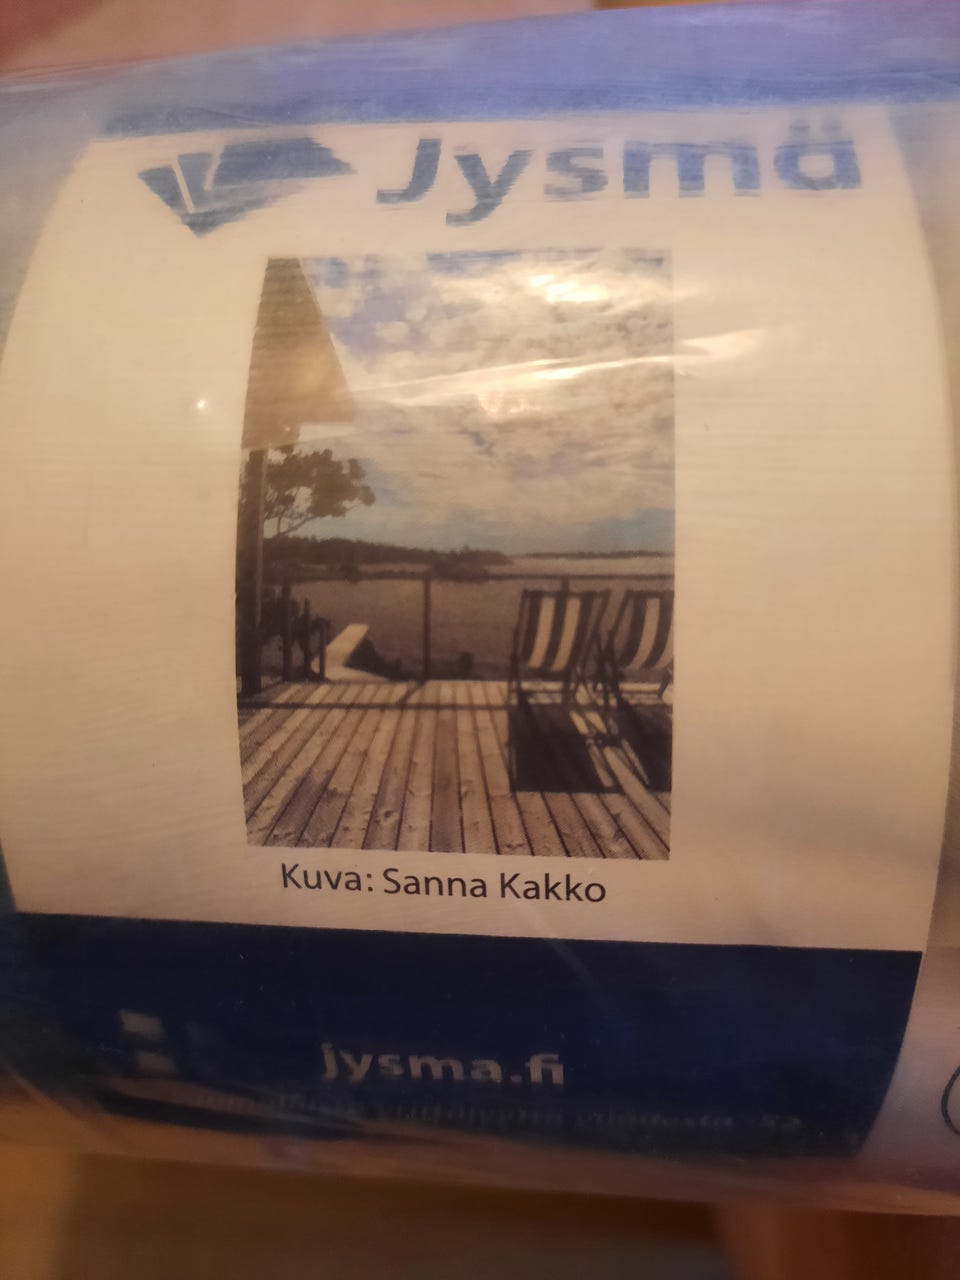 Jysmä
Kuva: Sanna Kakko
jysma.fi